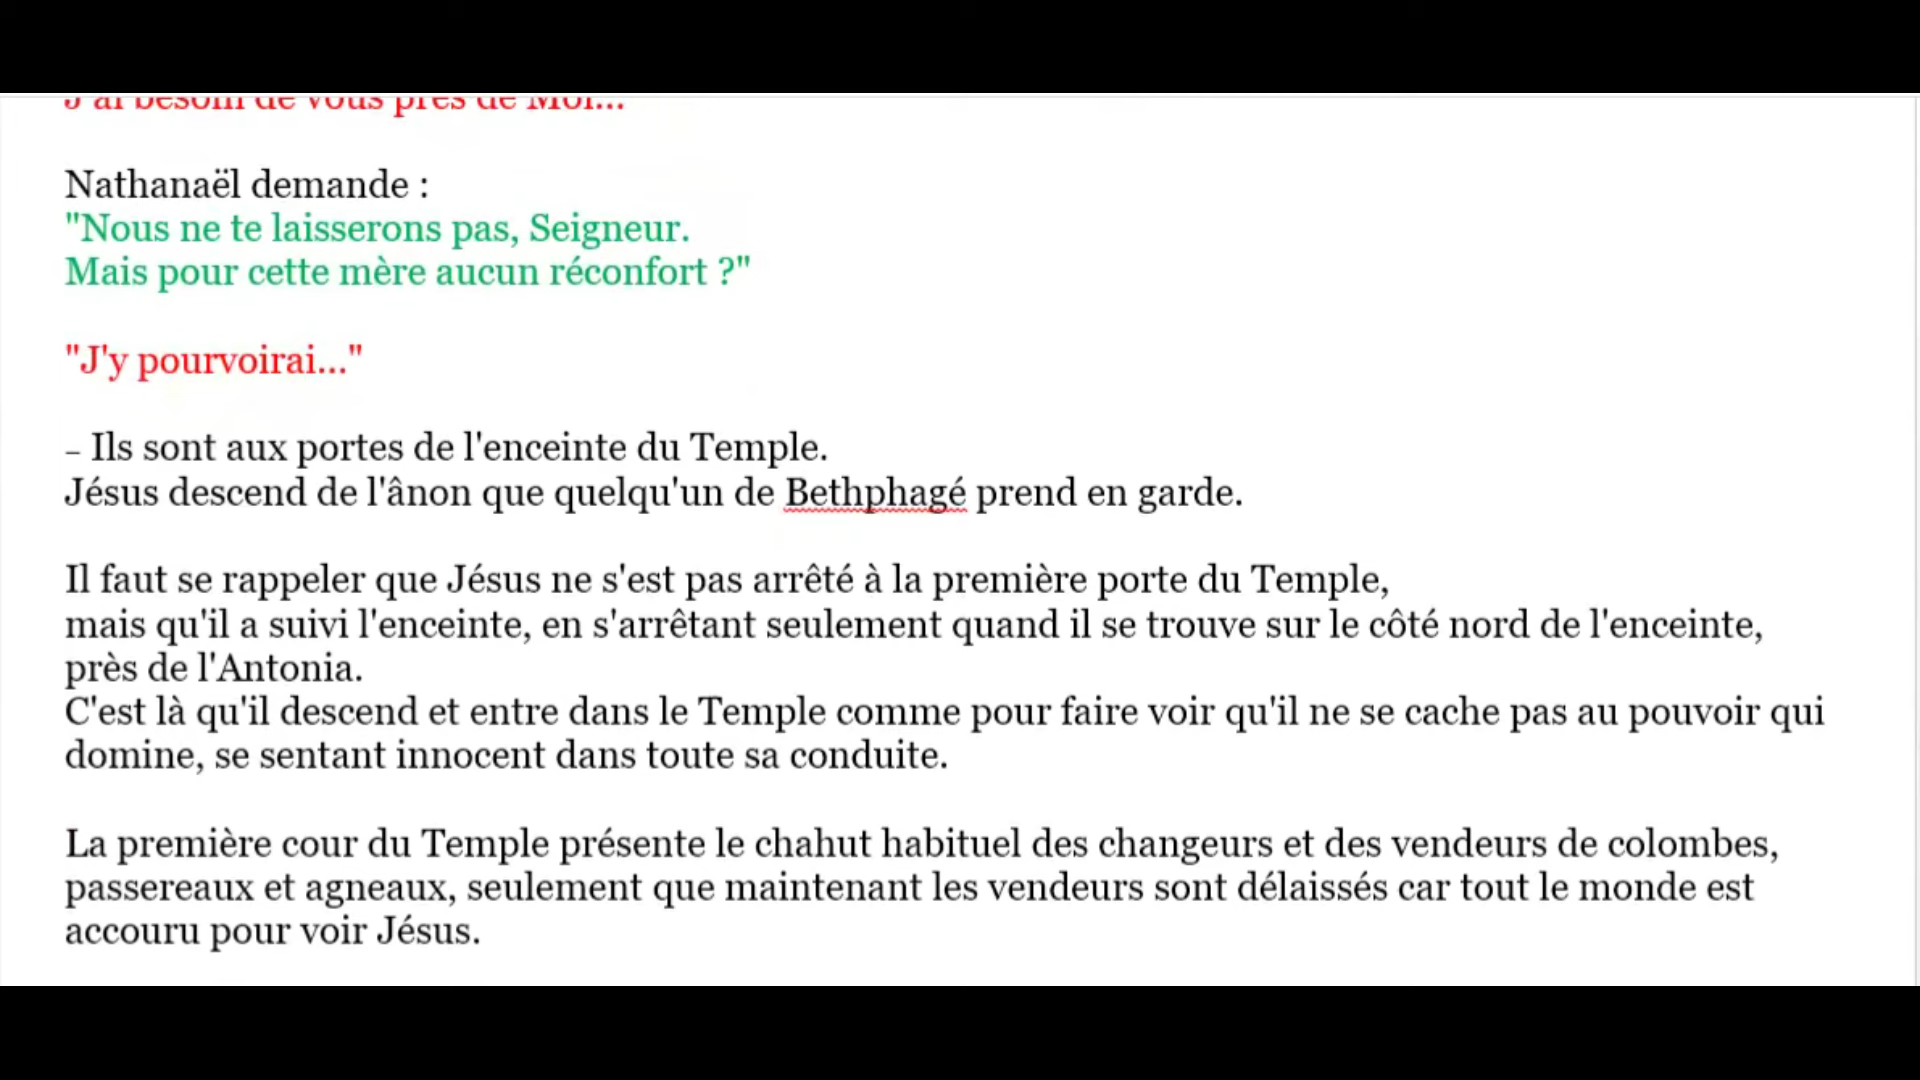 J'ai besoin de vous près de Moi...
Nathanaël demande :
"Nous ne te laisserons pas, Seigneur.
Mais pour cette mère aucun réconfort ?"
"J'y pourvoirai..."
– Ils sont aux portes de l'enceinte du Temple.
Jésus descend de l'ânon que quelqu'un de Bethphagé prend en garde.
Il faut se rappeler que Jésus ne s'est pas arrêté à la première porte du Temple,
mais qu'il a suivi l'enceinte, en s'arrêtant seulement quand il se trouve sur le côté nord de l'enceinte,
près de l'Antonia.
C'est là qu'il descend et entre dans le Temple comme pour faire voir qu'il ne se cache pas au pouvoir qui
domine, se sentant innocent dans toute sa conduite.
La première cour du Temple présente le chahut habituel des changeurs et des vendeurs de colombes,
passereaux et agneaux, seulement que maintenant les vendeurs sont délaissés car tout le monde est
accouru pour voir Jésus.